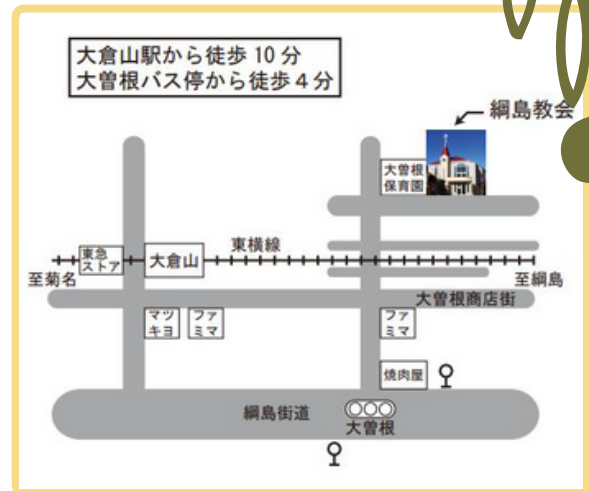 大倉山駅から徒歩 10 分
大曽根バス停から徒歩 4 分
綱島教会
大曽根
保育園
東横線
東急
ストア
大倉山
至菊名
至綱島
大曽根商店街
マツ
キヨ
ファ
ミマ
ファ
ミマ
焼肉屋
綱島街道
大曽根